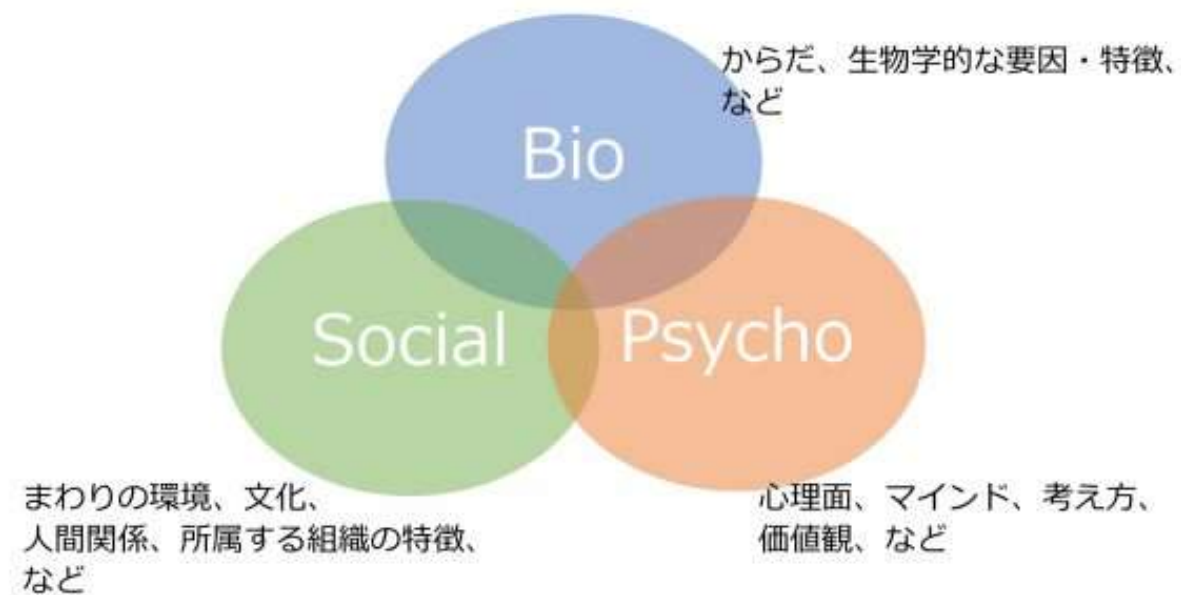 からだ、生物学的な要因・特徴、
など
Bio
Social
Psycho
まわりの環境、文化、
人間関係、所属する組織の特徴、
など
心理面、マインド、考え方、
価値観、など